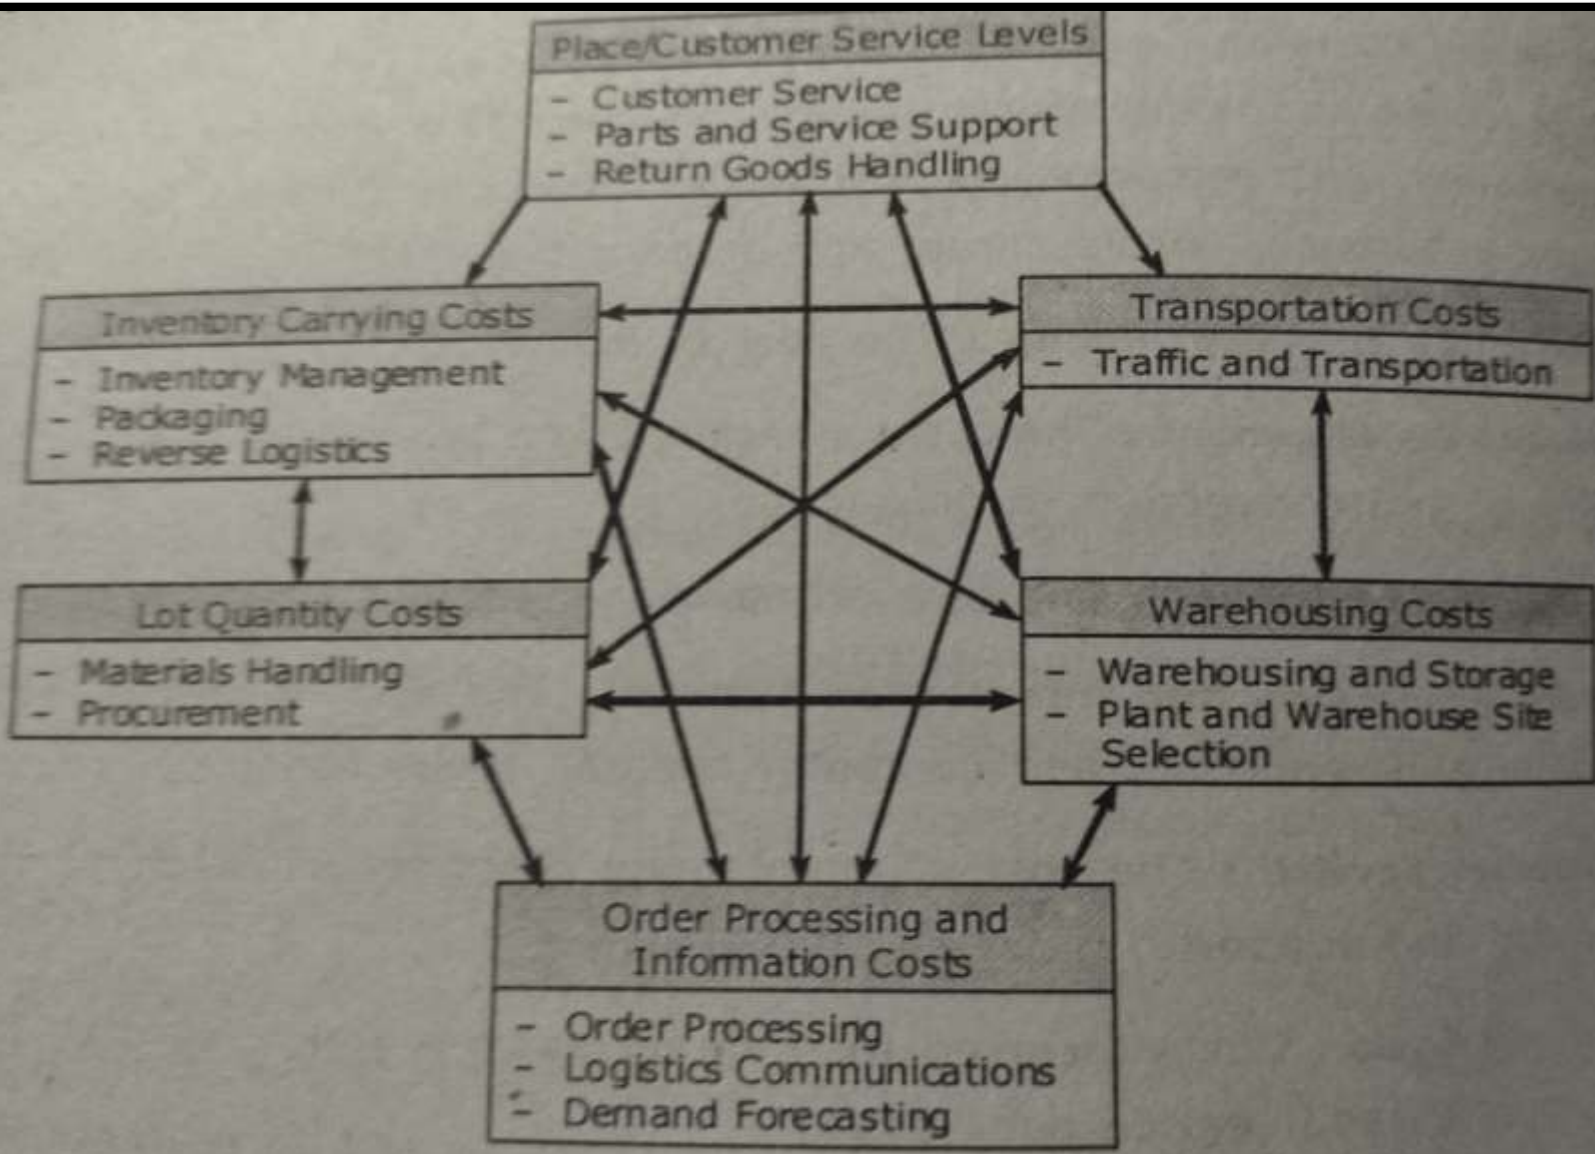 Place/Customer Service Levels
- Customer Service
- Parts and Service Support
- Return Goods Handling
Inventory Carrying Costs
- Inventory Management
- Packaging
- Reverse Logistics
Transportation Costs
- Traffic and Transportation
Lot Quantity Costs
- Materials Handling
- Procurement
Warehousing Costs
- Warehousing and Storage
- Plant and Warehouse Site
Selection
Order Processing and
Information Costs
- Order Processing
- Logistics Communications
- Demand Forecasting